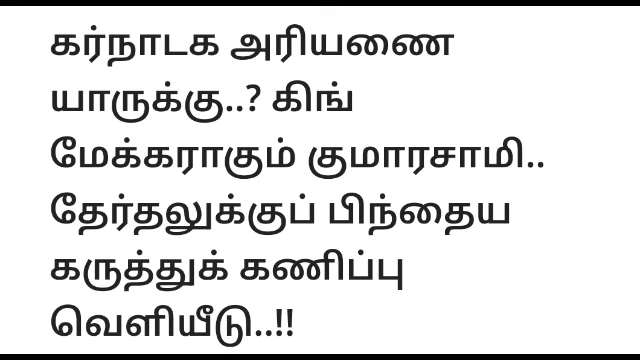 கர்நாடக அரியணை
யாருக்கு..? கிங்
மேக்கராகும் குமாரசாமி..
தேர்தலுக்குப் பிந்தைய
கருத்துக் கணிப்பு
வெளியீடு..!!